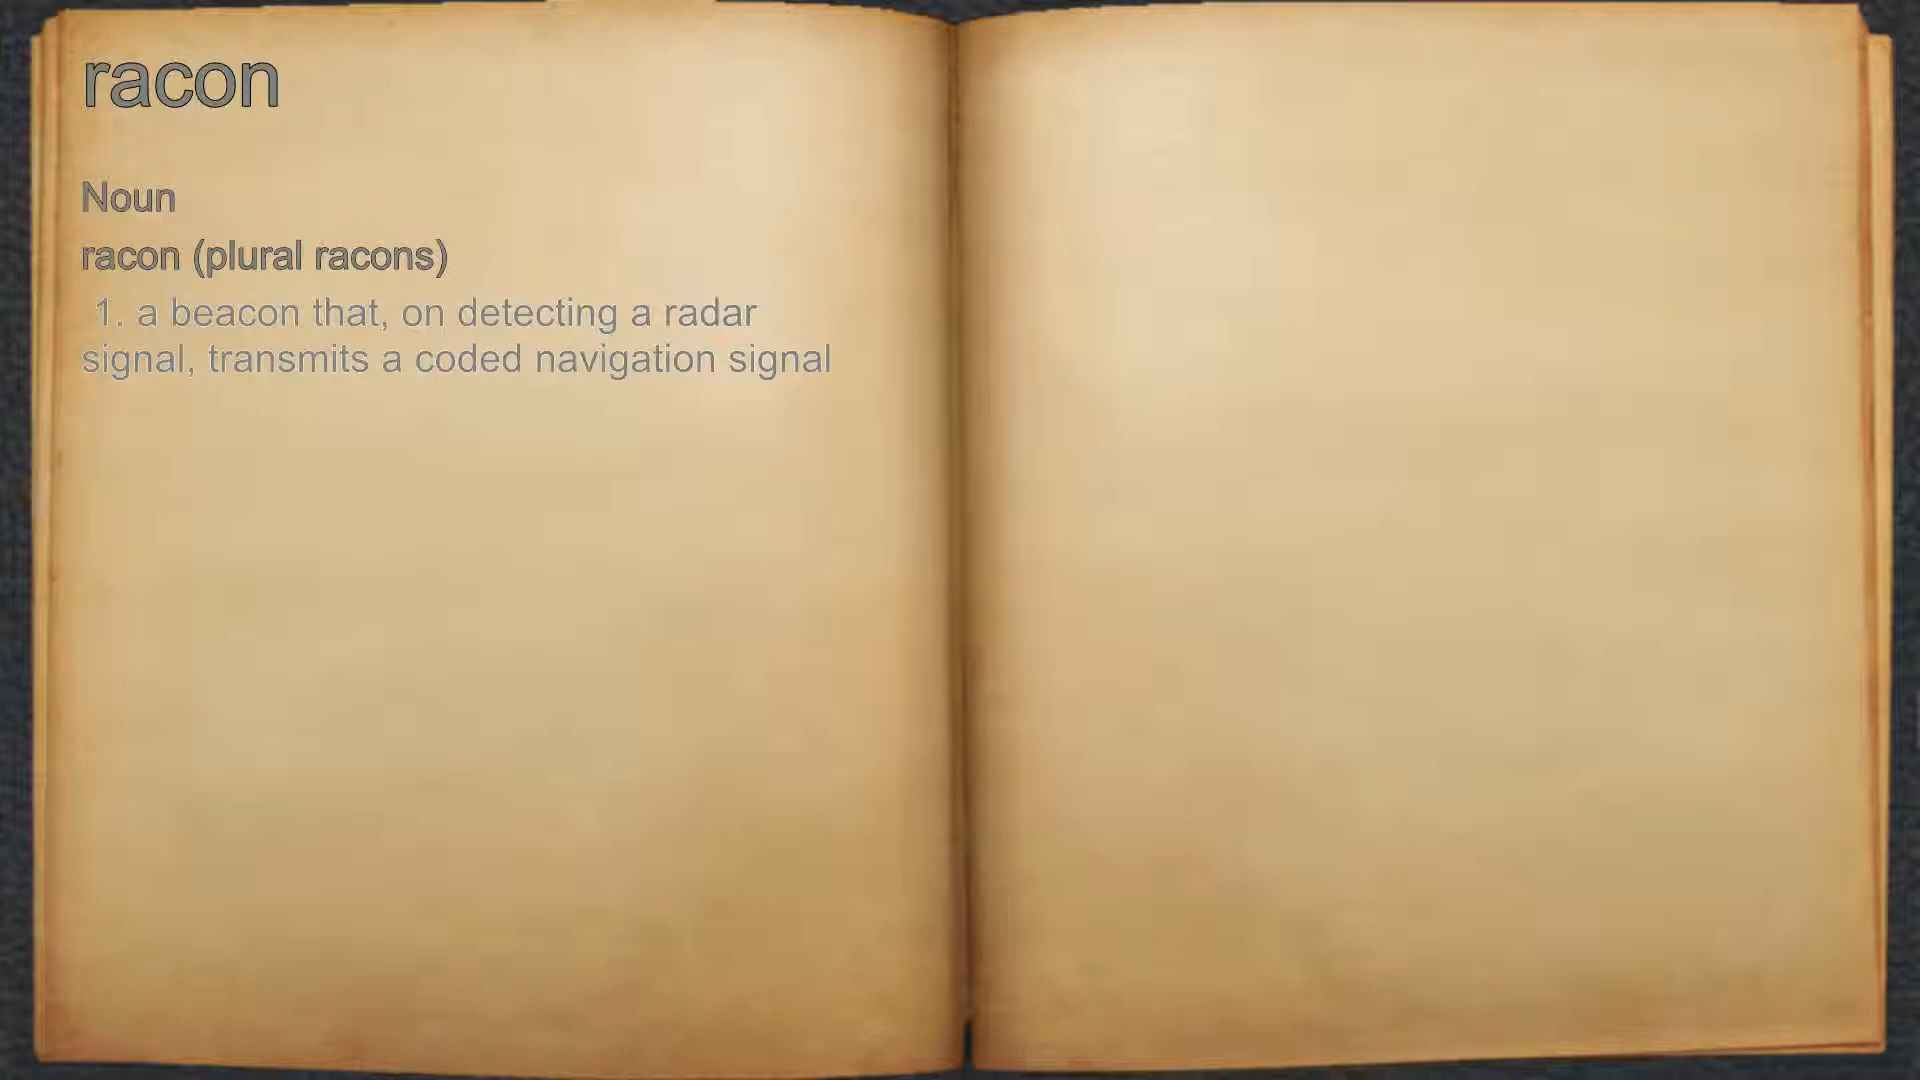 racon
Noun
racon (plural racons)
1. a beacon that, on detecting a radar
signal, transmits a coded navigation signal